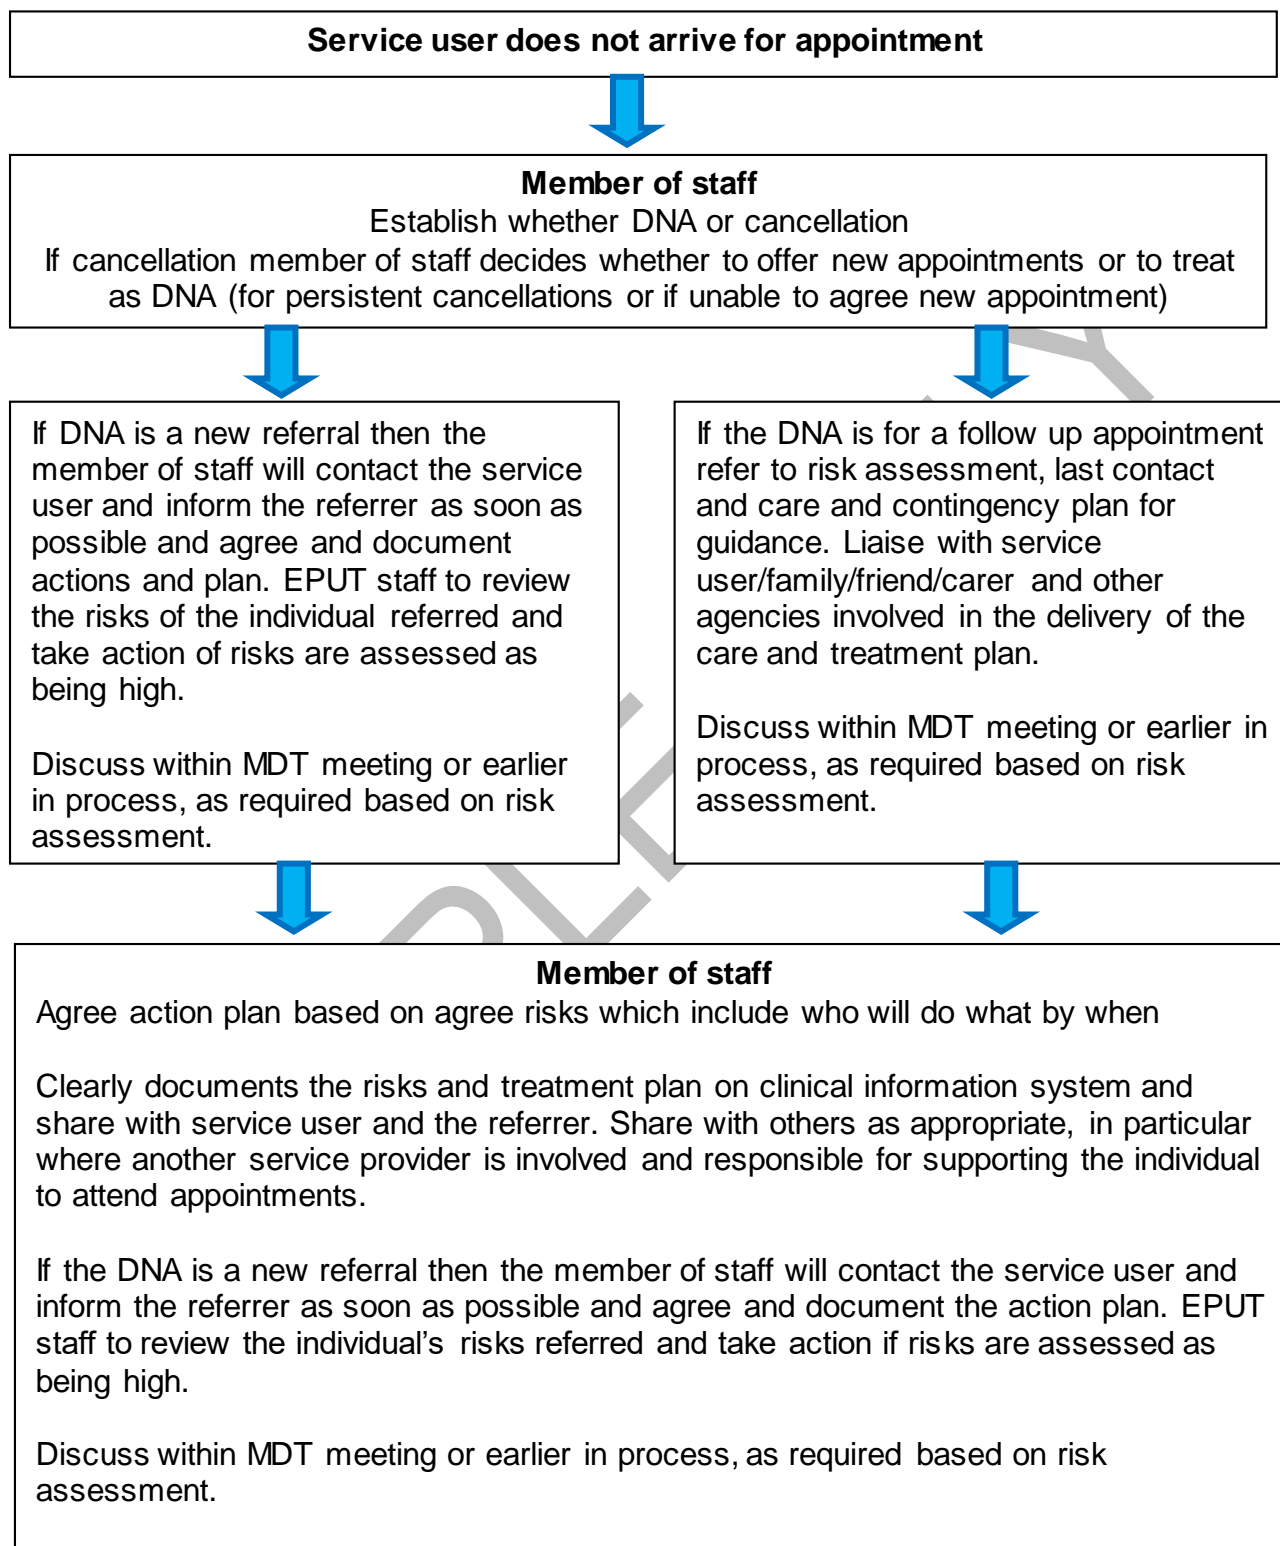 Service user does not arrive for appointment
Member of staff
Establish whether DNA or cancellation
If cancellation member of staff decides whether to offer new appointments or to treat
as DNA (for persistent cancellations or if unable to agree new appointment)
If DNA is a new referral then the
member of staff will contact the service
user and inform the referrer as soon as
possible and agree and document
actions and plan. EPUT staff to review
the risks of the individual referred and
take action of risks are assessed as
being high.
Discuss within MDT meeting or earlier
in process, as required based on risk
assessment.
If the DNA is for a follow up appointment
refer to risk assessment, last contact
and care and contingency plan for
guidance. Liaise with service
user/family/friend/carer and other
agencies involved in the delivery of the
care and treatment plan.
Discuss within MDT meeting or earlier in
process, as required based on risk
assessment.
Member of staff
Agree action plan based on agree risks which include who will do what by when
Clearly documents the risks and treatment plan on clinical information system and
share with service user and the referrer. Share with others as appropriate, in particular
where another service provider is involved and responsible for supporting the individual
to attend appointments.
If the DNA is a new referral then the member of staff will contact the service user and
inform the referrer as soon as possible and agree and document the action plan. EPUT
staff to review the individual’s risks referred and take action if risks are assessed as
being high.
Discuss within MDT meeting or earlier in process, as required based on risk
assessment.